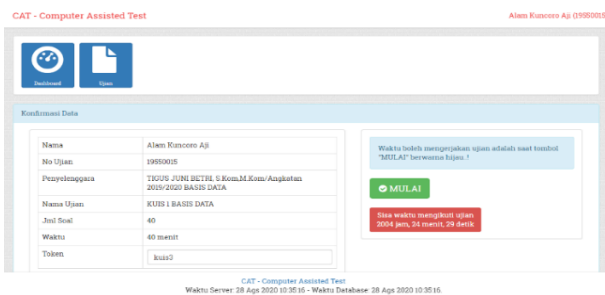 CAT - Computer Assisted Test
Alam Kuncoro Aji (19550015
Dashboard
Ujian
Konfirmasi Data
Nama Alam Kuncoro Aji
No Ujian 19550015
Penyelenggara TIGUS JUNI BETRI, S.Kom,M.Kom/Angkatan
2019/2020 BASIS DATA
Nama Ujian KUIS 1 BASIS DATA
Jml Soal 40
Waktu 40 menit
Token kuis3
Waktu boleh mengerjakan ujian adalah saat tombol
"MULAI" berwarna hijau..!
MULAI
Sisa waktu mengikuti ujian
2004 jam, 24 menit, 29 detik
CAT - Computer Assisted Test
Waktu Server: 28 Ags 2020 10:35:16 - Waktu Database: 28 Ags 2020 10:35:16.